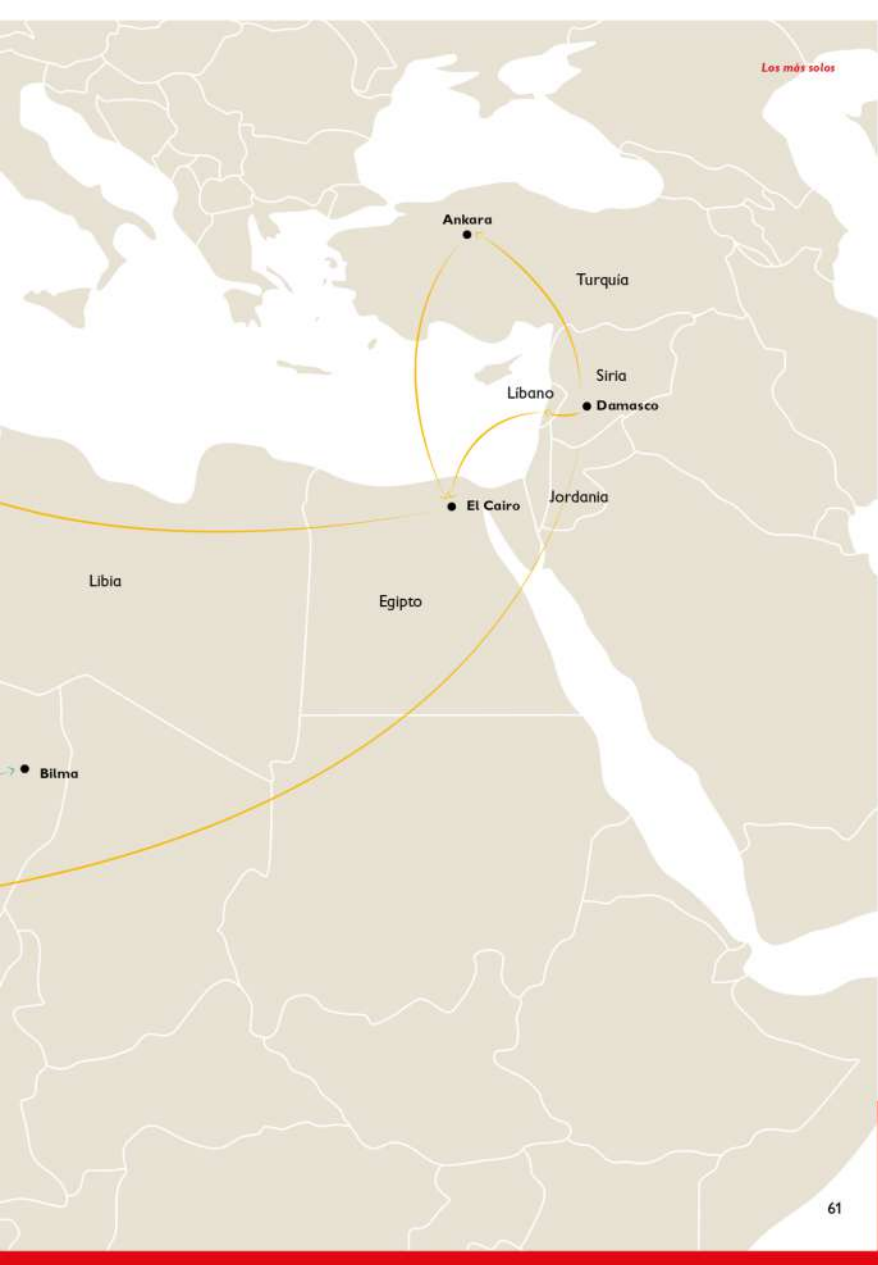 Los más solos
Ankara
Turquía
Siria
Líbano
Damasco
Jordania
El Cairo
Libia
Egipto
Bilma
61